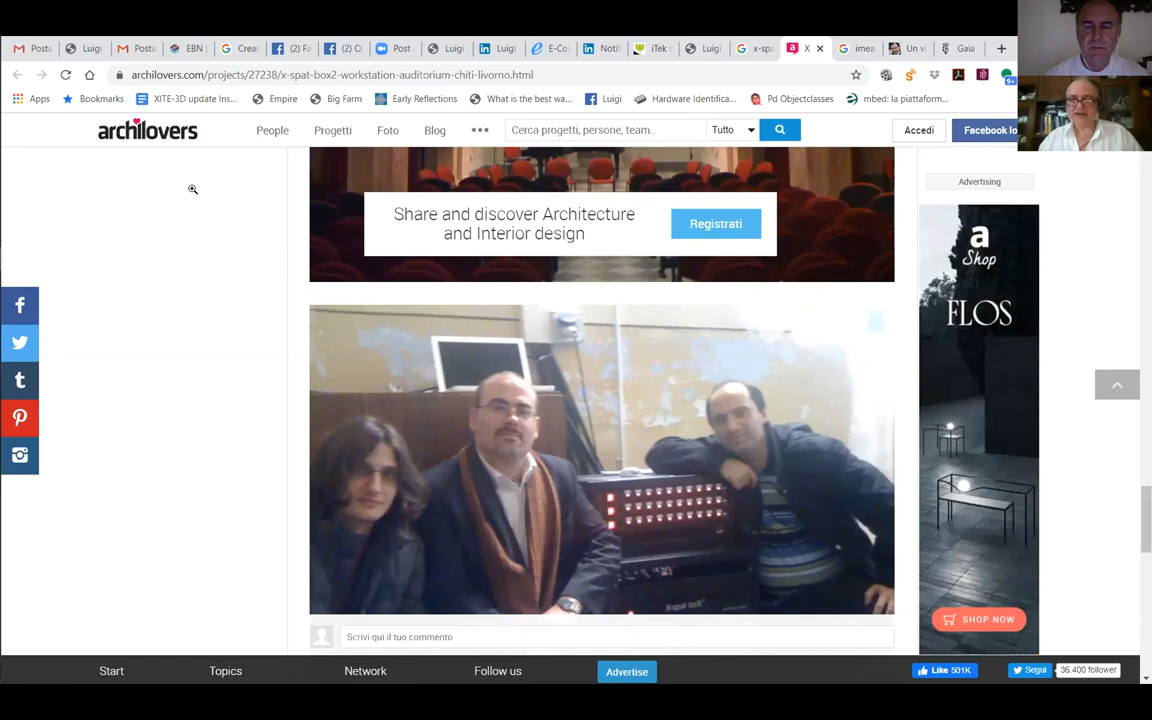 Posta
Luigi
Posta
EBN
Crear
(2) Fa
(2) Q
Post
Luigi
Luigi
E-Co
Notif
iTek
Luigi
x-spa
X
imea
Un vi
Gaia
archilovers.com/projects/27238/x-spat-box2-workstation-auditorium-chiti-livorno.html
9+
Apps
Bookmarks
XITE-3D update Ins...
Empire
Big Farm
Early Reflections
What is the best wa...
Luigi
Hardware Identifica...
Pd Objectclasses
mbed: la piattaform...
archilovers
People
Progetti
Foto
Blog
Cerca progetti, persone, team..
Tutto
Accedi
Facebook lo
Advertising
Share and discover Architecture
and Interior design
Registrati
a
Shop
FLOS
SHOP NOW
X-spat boX²
Scrivi qui il tuo commento
Start
Topics
Network
Follow us
Advertise
Like 501K
Segui
36.400 follower